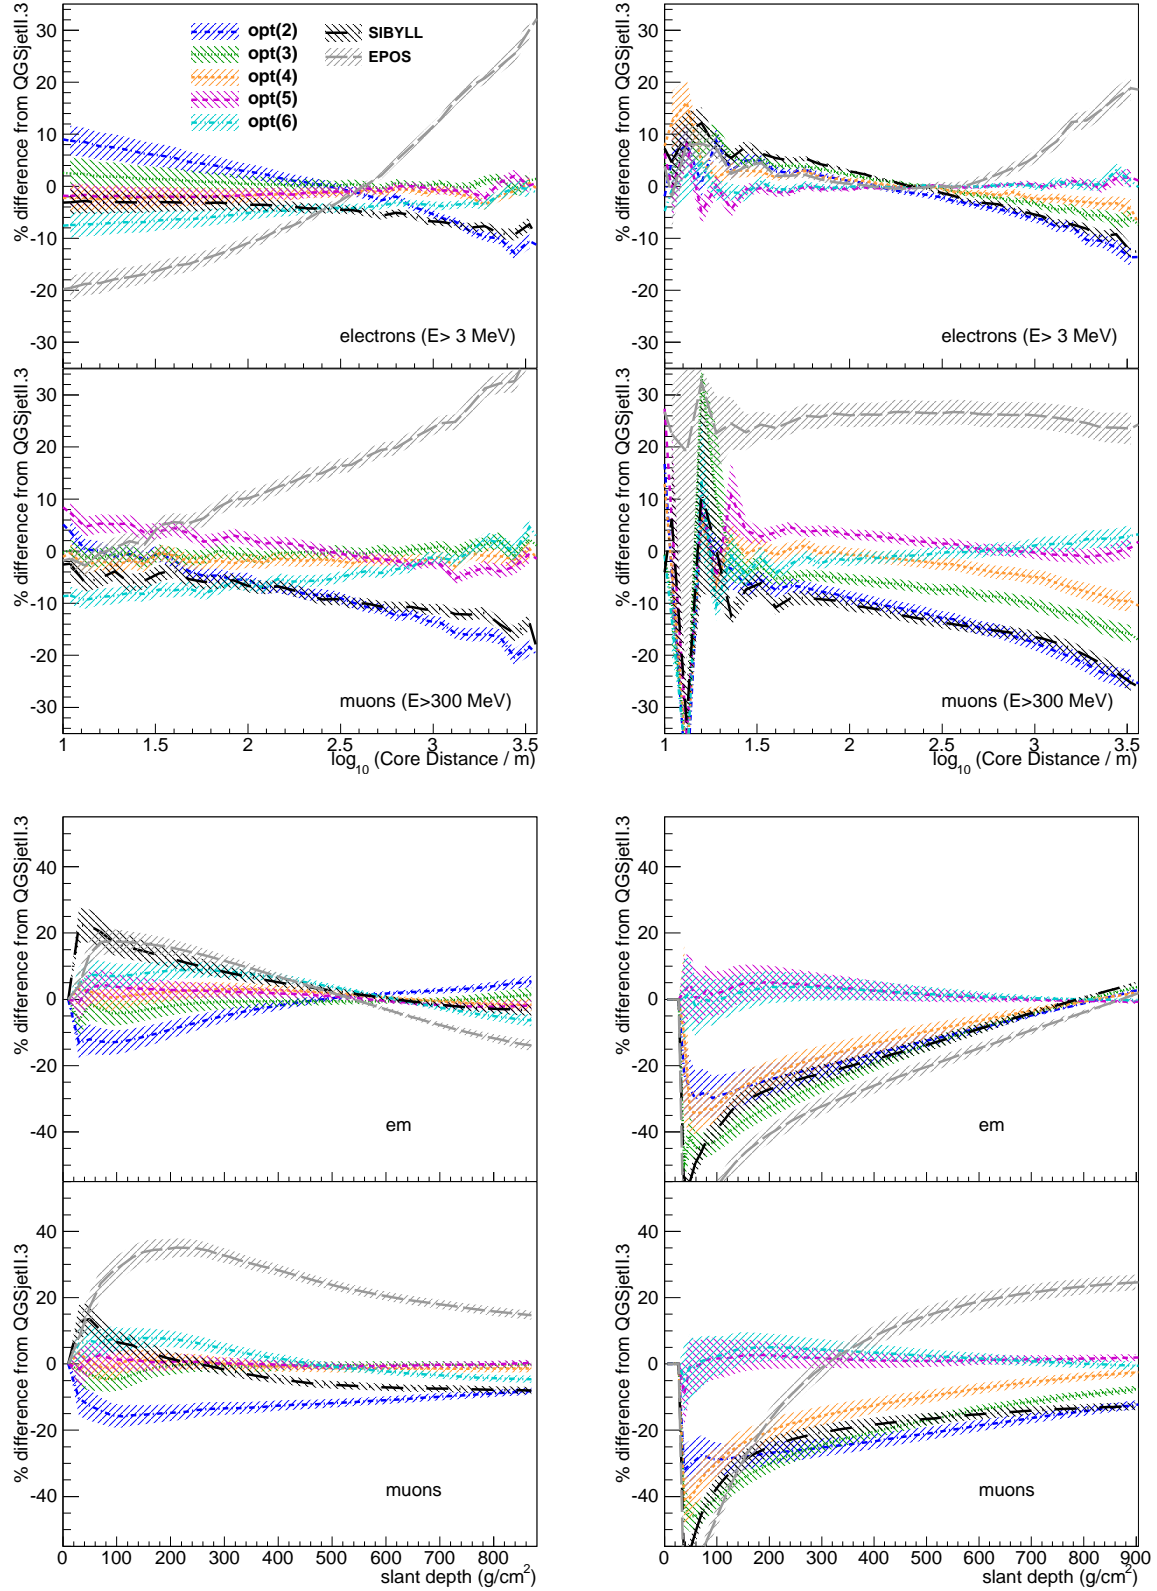 % difference from QGSjetII.3
30
20
10
0
-10
-20
-30
opt(2)
opt(3)
opt(4)
opt(5)
opt(6)
SIBYLL
EPOS
electrons (E> 3 MeV)
% difference from QGSjetII.3
30
20
10
0
-10
-20
-30
electrons (E> 3 MeV)
% difference from QGSjetII.3
30
20
10
0
-10
-20
-30
muons (E>300 MeV)
1 1.5 2 2.5 3 3.5
log10 (Core Distance / m)
% difference from QGSjetII.3
30
20
10
0
-10
-20
-30
muons (E>300 MeV)
1 1.5 2 2.5 3 3.5
log10 (Core Distance / m)
% difference from QGSjetII.3
40
20
0
-20
-40
em
% difference from QGSjetII.3
40
20
0
-20
-40
em
% difference from QGSjetII.3
40
20
0
-20
-40
muons
0 100 200 300 400 500 600 700 800
slant depth (g/cm²)
% difference from QGSjetII.3
40
20
0
-20
-40
muons
0 100 200 300 400 500 600 700 800 900
slant depth (g/cm²)